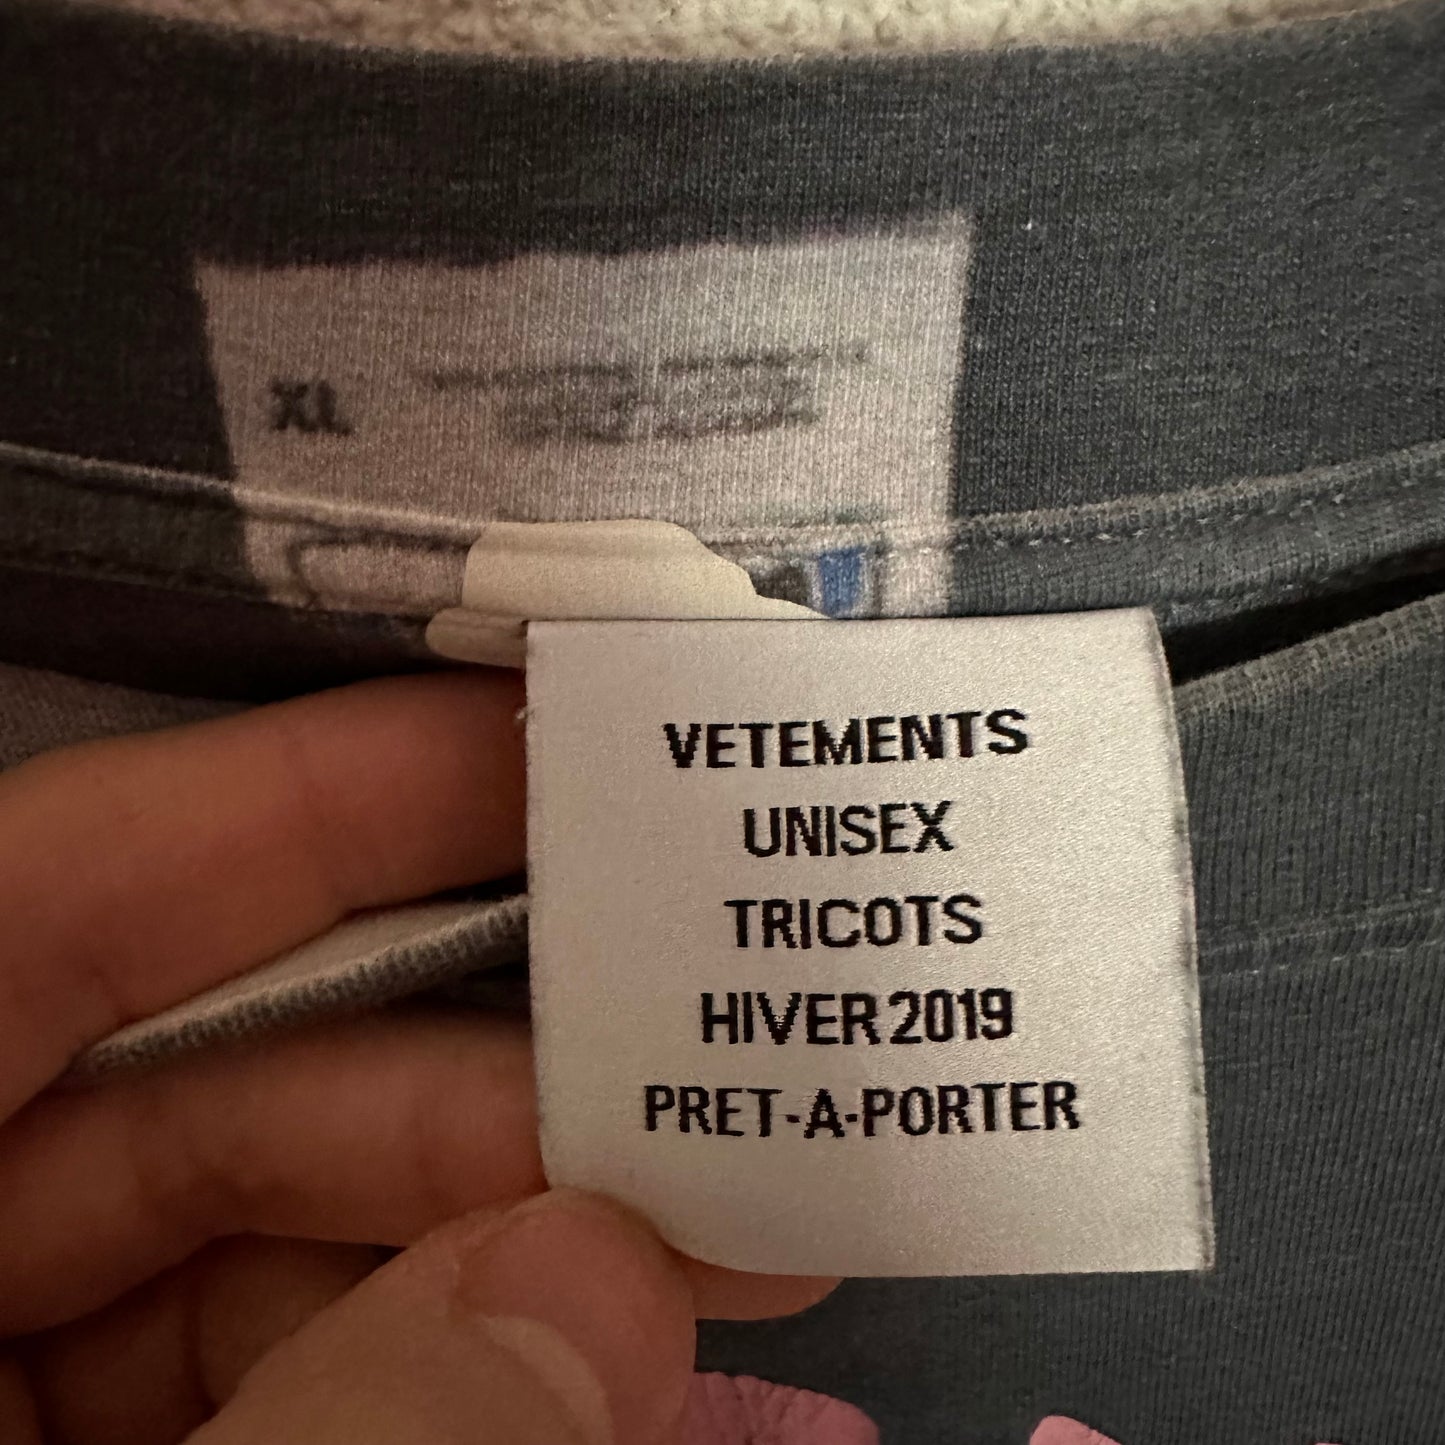 XL
VETEMENTS
UNISEX
TRICOTS
HIVER 2019
PRET-A-PORTER